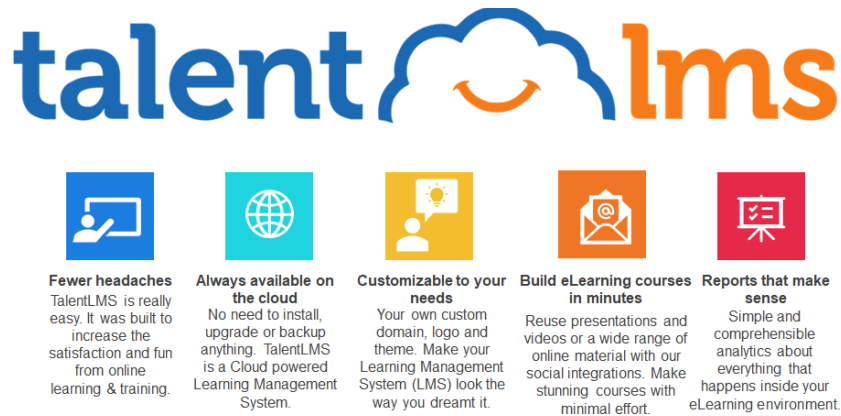 talent lms
Fewer headaches
TalentLMS is really
easy. It was built to
increase the
satisfaction and fun
from online
learning & training.
Always available on
the cloud
No need to install,
upgrade or backup
anything. TalentLMS
is a Cloud powered
Learning Management
System.
Customizable to your
needs
Your own custom
domain, logo and
theme. Make your
Learning Management
System (LMS) look the
way you dreamt it.
Build eLearning courses
in minutes
Reuse presentations and
videos or a wide range of
online material with our
social integrations. Make
stunning courses with
minimal effort.
Reports that make
sense
Simple and
comprehensible
analytics about
everything that
happens inside your
eLearning environment.